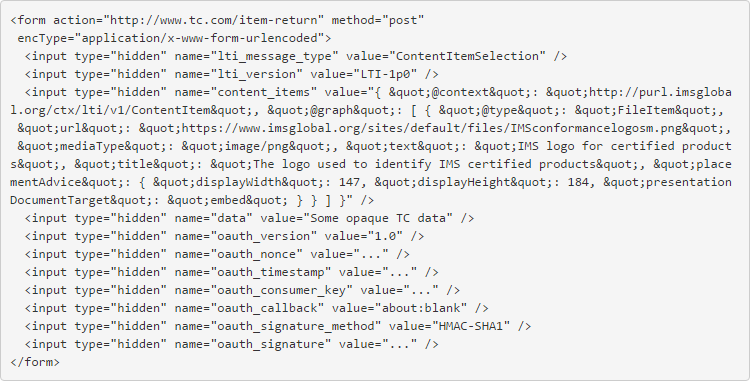 <form action="http://www.tc.com/item-return" method="post"
encType="application/x-www-form-urlencoded">
<input type="hidden" name="lti_message_type" value="ContentItemSelection" />
<input type="hidden" name="lti_version" value="LTI-1p0" />
<input type="hidden" name="content_items" value="{ &quot;@context&quot;: &quot;http://purl.imsgloba
l.org/ctx/lti/v1/ContentItem&quot;, &quot;@graph&quot;: [ { &quot;@type&quot;: &quot;FileItem&quot;,
&quot;url&quot;: &quot;https://www.imsglobal.org/sites/default/files/IMSconformancelogosm.png&quot;,
&quot;mediaType&quot;: &quot;image/png&quot;, &quot;text&quot;: &quot;IMS logo for certified product
s&quot;, &quot;title&quot;: &quot;The logo used to identify IMS certified products&quot;, &quot;place
mentAdvice&quot;: { &quot;displayWidth&quot;: 147, &quot;displayHeight&quot;: 184, &quot;presentation
DocumentTarget&quot;: &quot;embed&quot; } } ] }" />
<input type="hidden" name="data" value="Some opaque TC data" />
<input type="hidden" name="oauth_version" value="1.0" />
<input type="hidden" name="oauth_nonce" value="..." />
<input type="hidden" name="oauth_timestamp" value="..." />
<input type="hidden" name="oauth_consumer_key" value="..." />
<input type="hidden" name="oauth_callback" value="about:blank" />
<input type="hidden" name="oauth_signature_method" value="HMAC-SHA1" />
<input type="hidden" name="oauth_signature" value="..." />
</form>